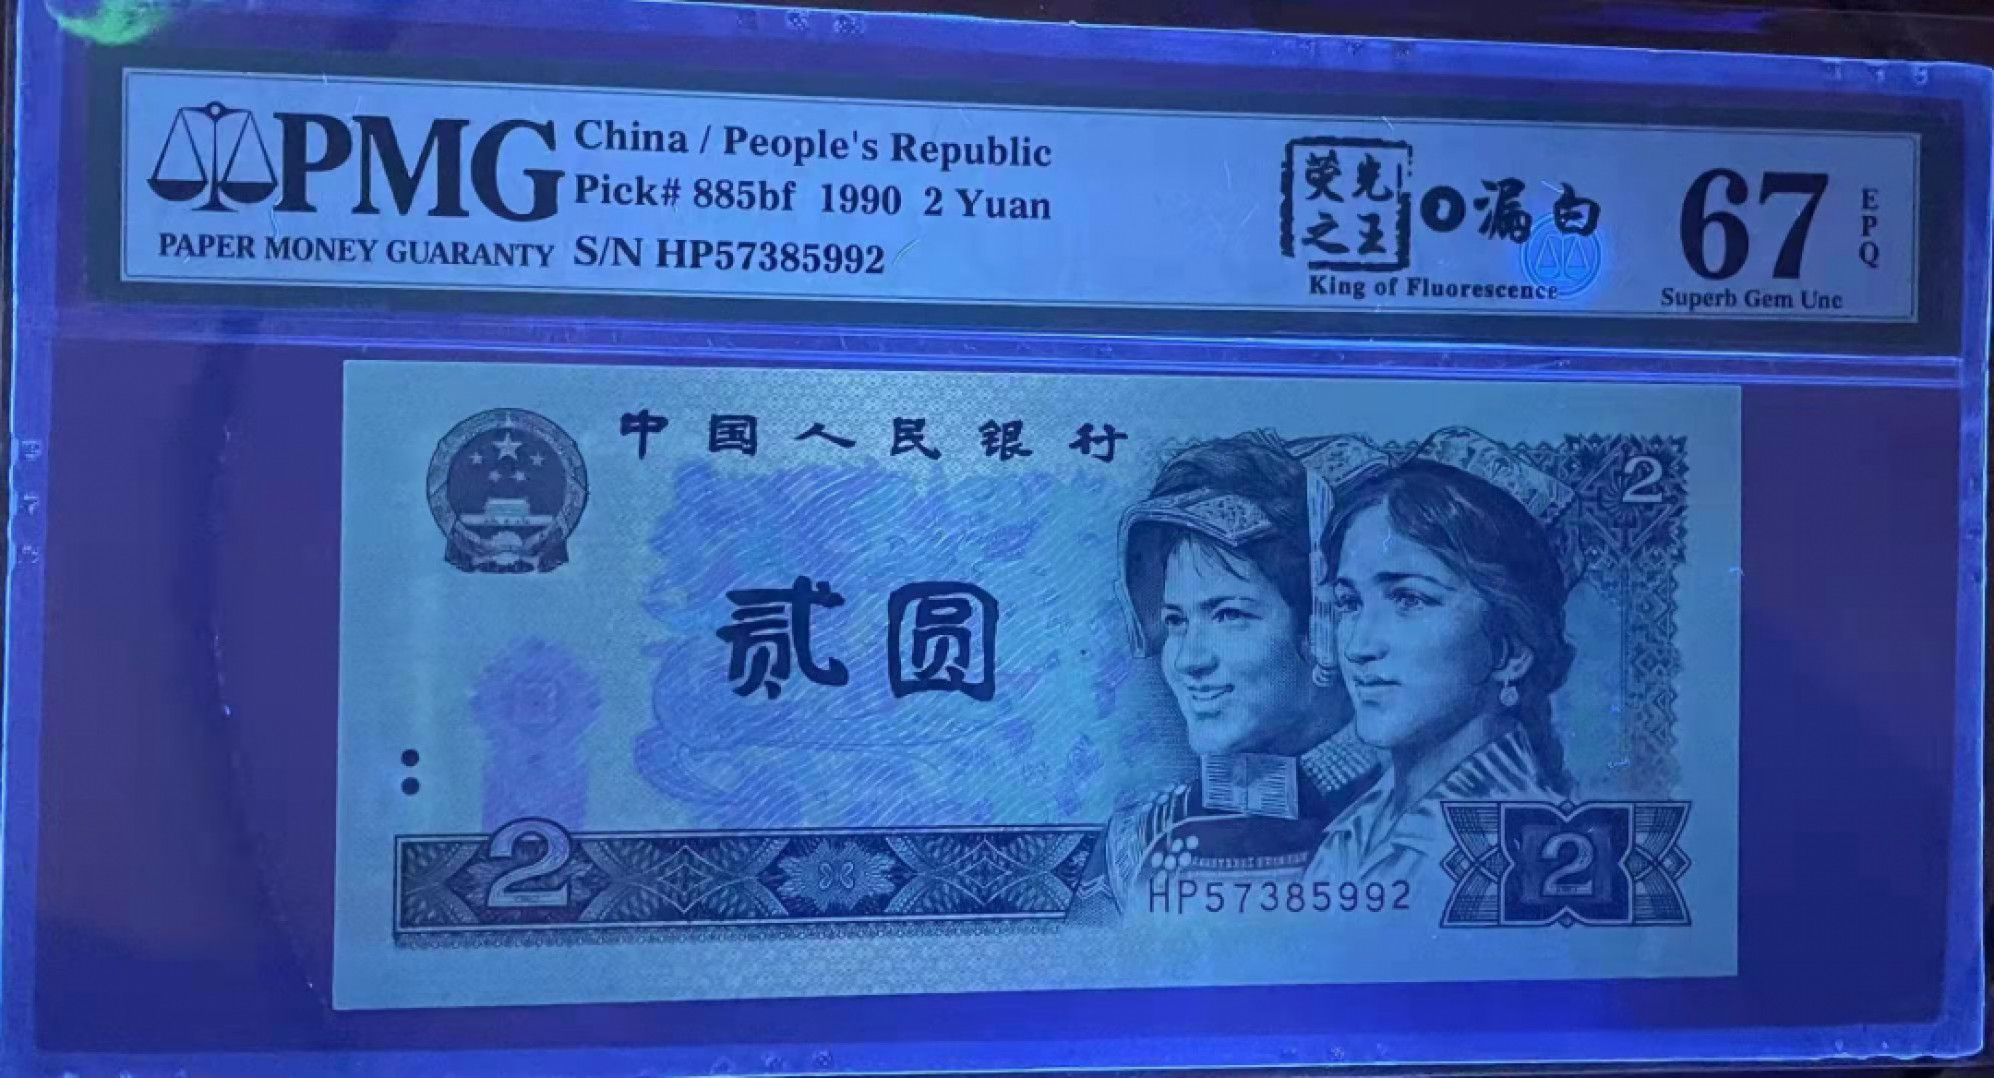 PMG
PAPER MONEY GUARANTY
China / People's Republic
Pick# 885bf 1990 2 Yuan
S/N HP57385992
荧光
之王
O漏白
King of Fluorescence
67
EPQ
Superb Gem Unc
中国人民银行
2
贰圆
2
HP57385992
2